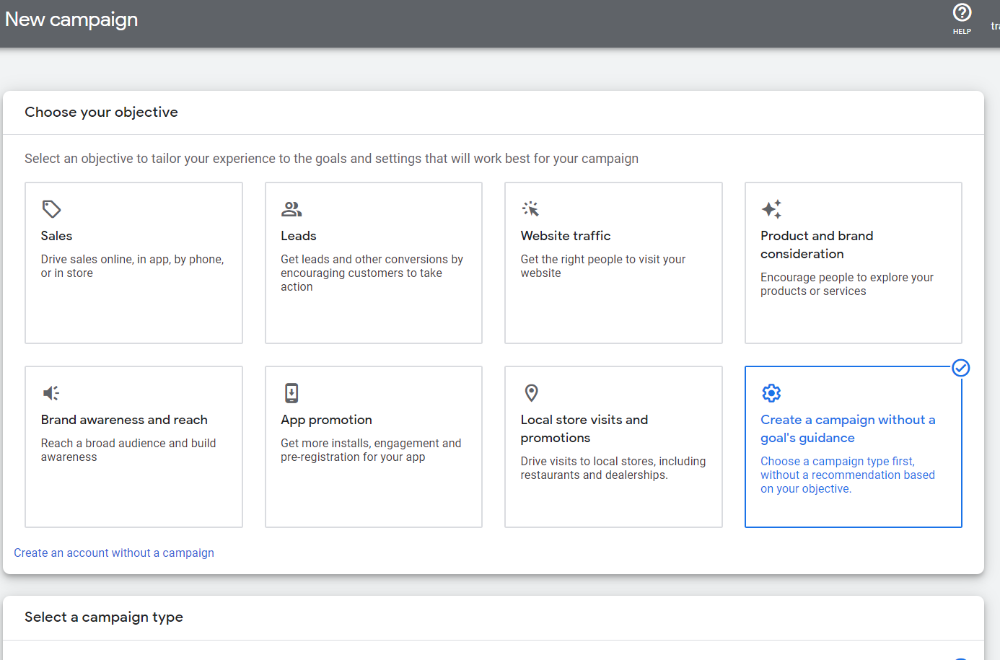 New campaign
HELP
Choose your objective
Select an objective to tailor your experience to the goals and settings that will work best for your campaign
Sales
Drive sales online, in app, by phone,
or in store
Leads
Get leads and other conversions by
encouraging customers to take
action
Website traffic
Get the right people to visit your
website
Product and brand
consideration
Encourage people to explore your
products or services
Brand awareness and reach
Reach a broad audience and build
awareness
App promotion
Get more installs, engagement and
pre-registration for your app
Local store visits and
promotions
Drive visits to local stores, including
restaurants and dealerships.
Create a campaign without a
goal's guidance
Choose a campaign type first,
without a recommendation based
on your objective.
Create an account without a campaign
Select a campaign type